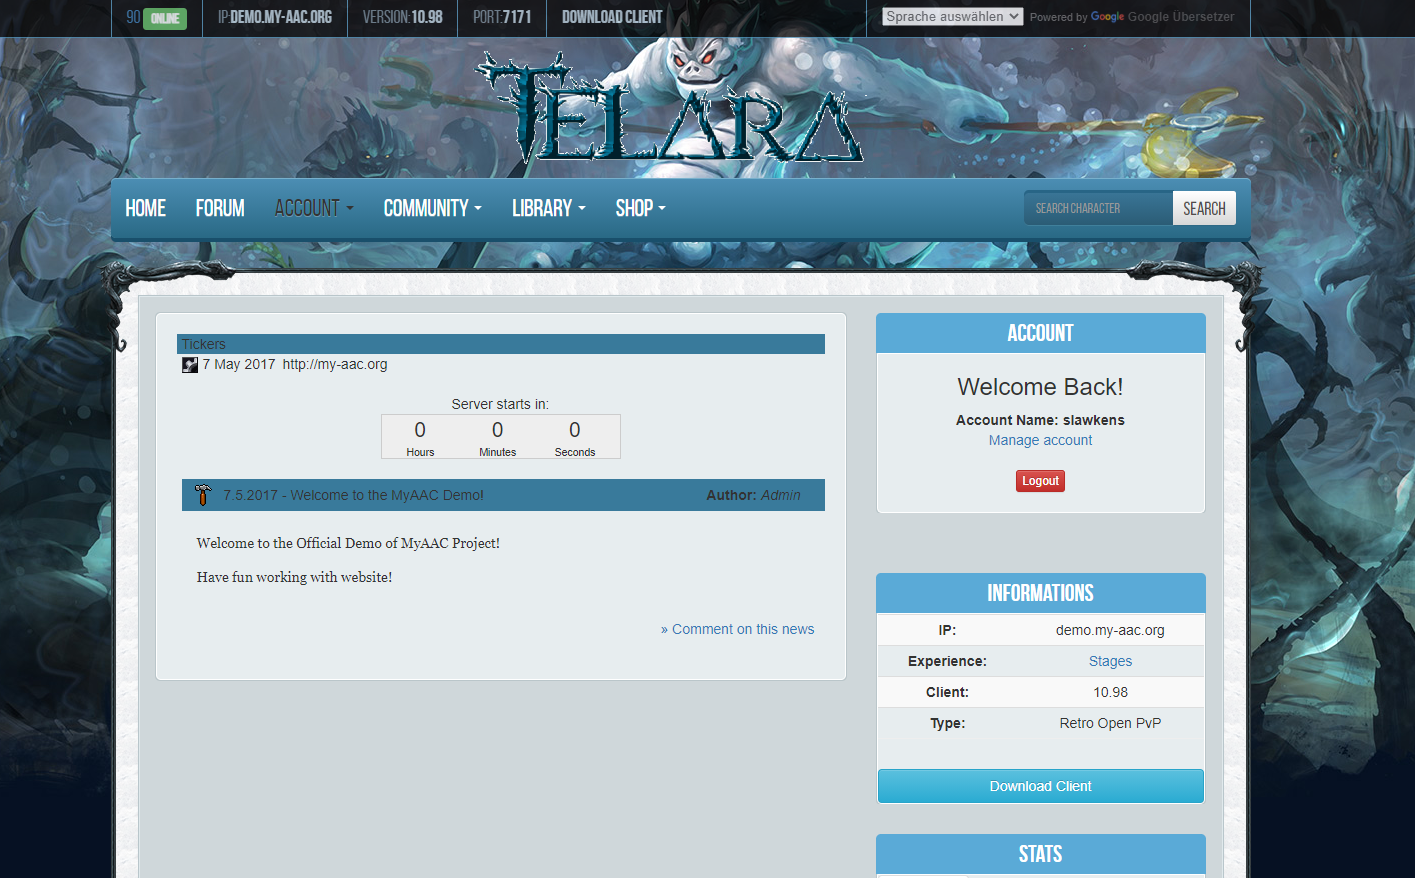 90 ONLINE IP:DEMO.MY-AAC.ORG VERSION:10.98 PORT:7171 DOWNLOAD CLIENT Sprache auswählen Powered by Google Google Übersetzer
TELARA
HOME FORUM ACCOUNT COMMUNITY LIBRARY SHOP SEARCH CHARACTER SEARCH
Tickers
7 May 2017 http://my-aac.org
Server starts in:
0 0 0
Hours Minutes Seconds
7.5.2017 - Welcome to the MyAAC Demo! Author: Admin
Welcome to the Official Demo of MyAAC Project!
Have fun working with website!
» Comment on this news
ACCOUNT
Welcome Back!
Account Name: slawkens
Manage account
Logout
INFORMATIONS
IP: demo.my-aac.org
Experience: Stages
Client: 10.98
Type: Retro Open PvP
Download Client
STATS